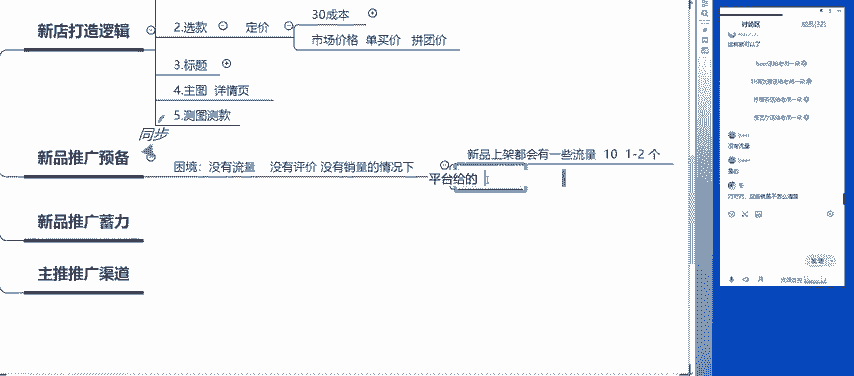 新店打造逻辑
2.选款 定价
30成本
市场价格 单买价 拼团价
3.标题
4.主图 详情页
5.测图测款
同步
新品推广预备
困境：没有流量 没有评价 没有销量的情况下
新品上架都会有一些流量 10 1-2 个
平台给的
新品推广蓄力
主推推广渠道
讨论区
没有流量